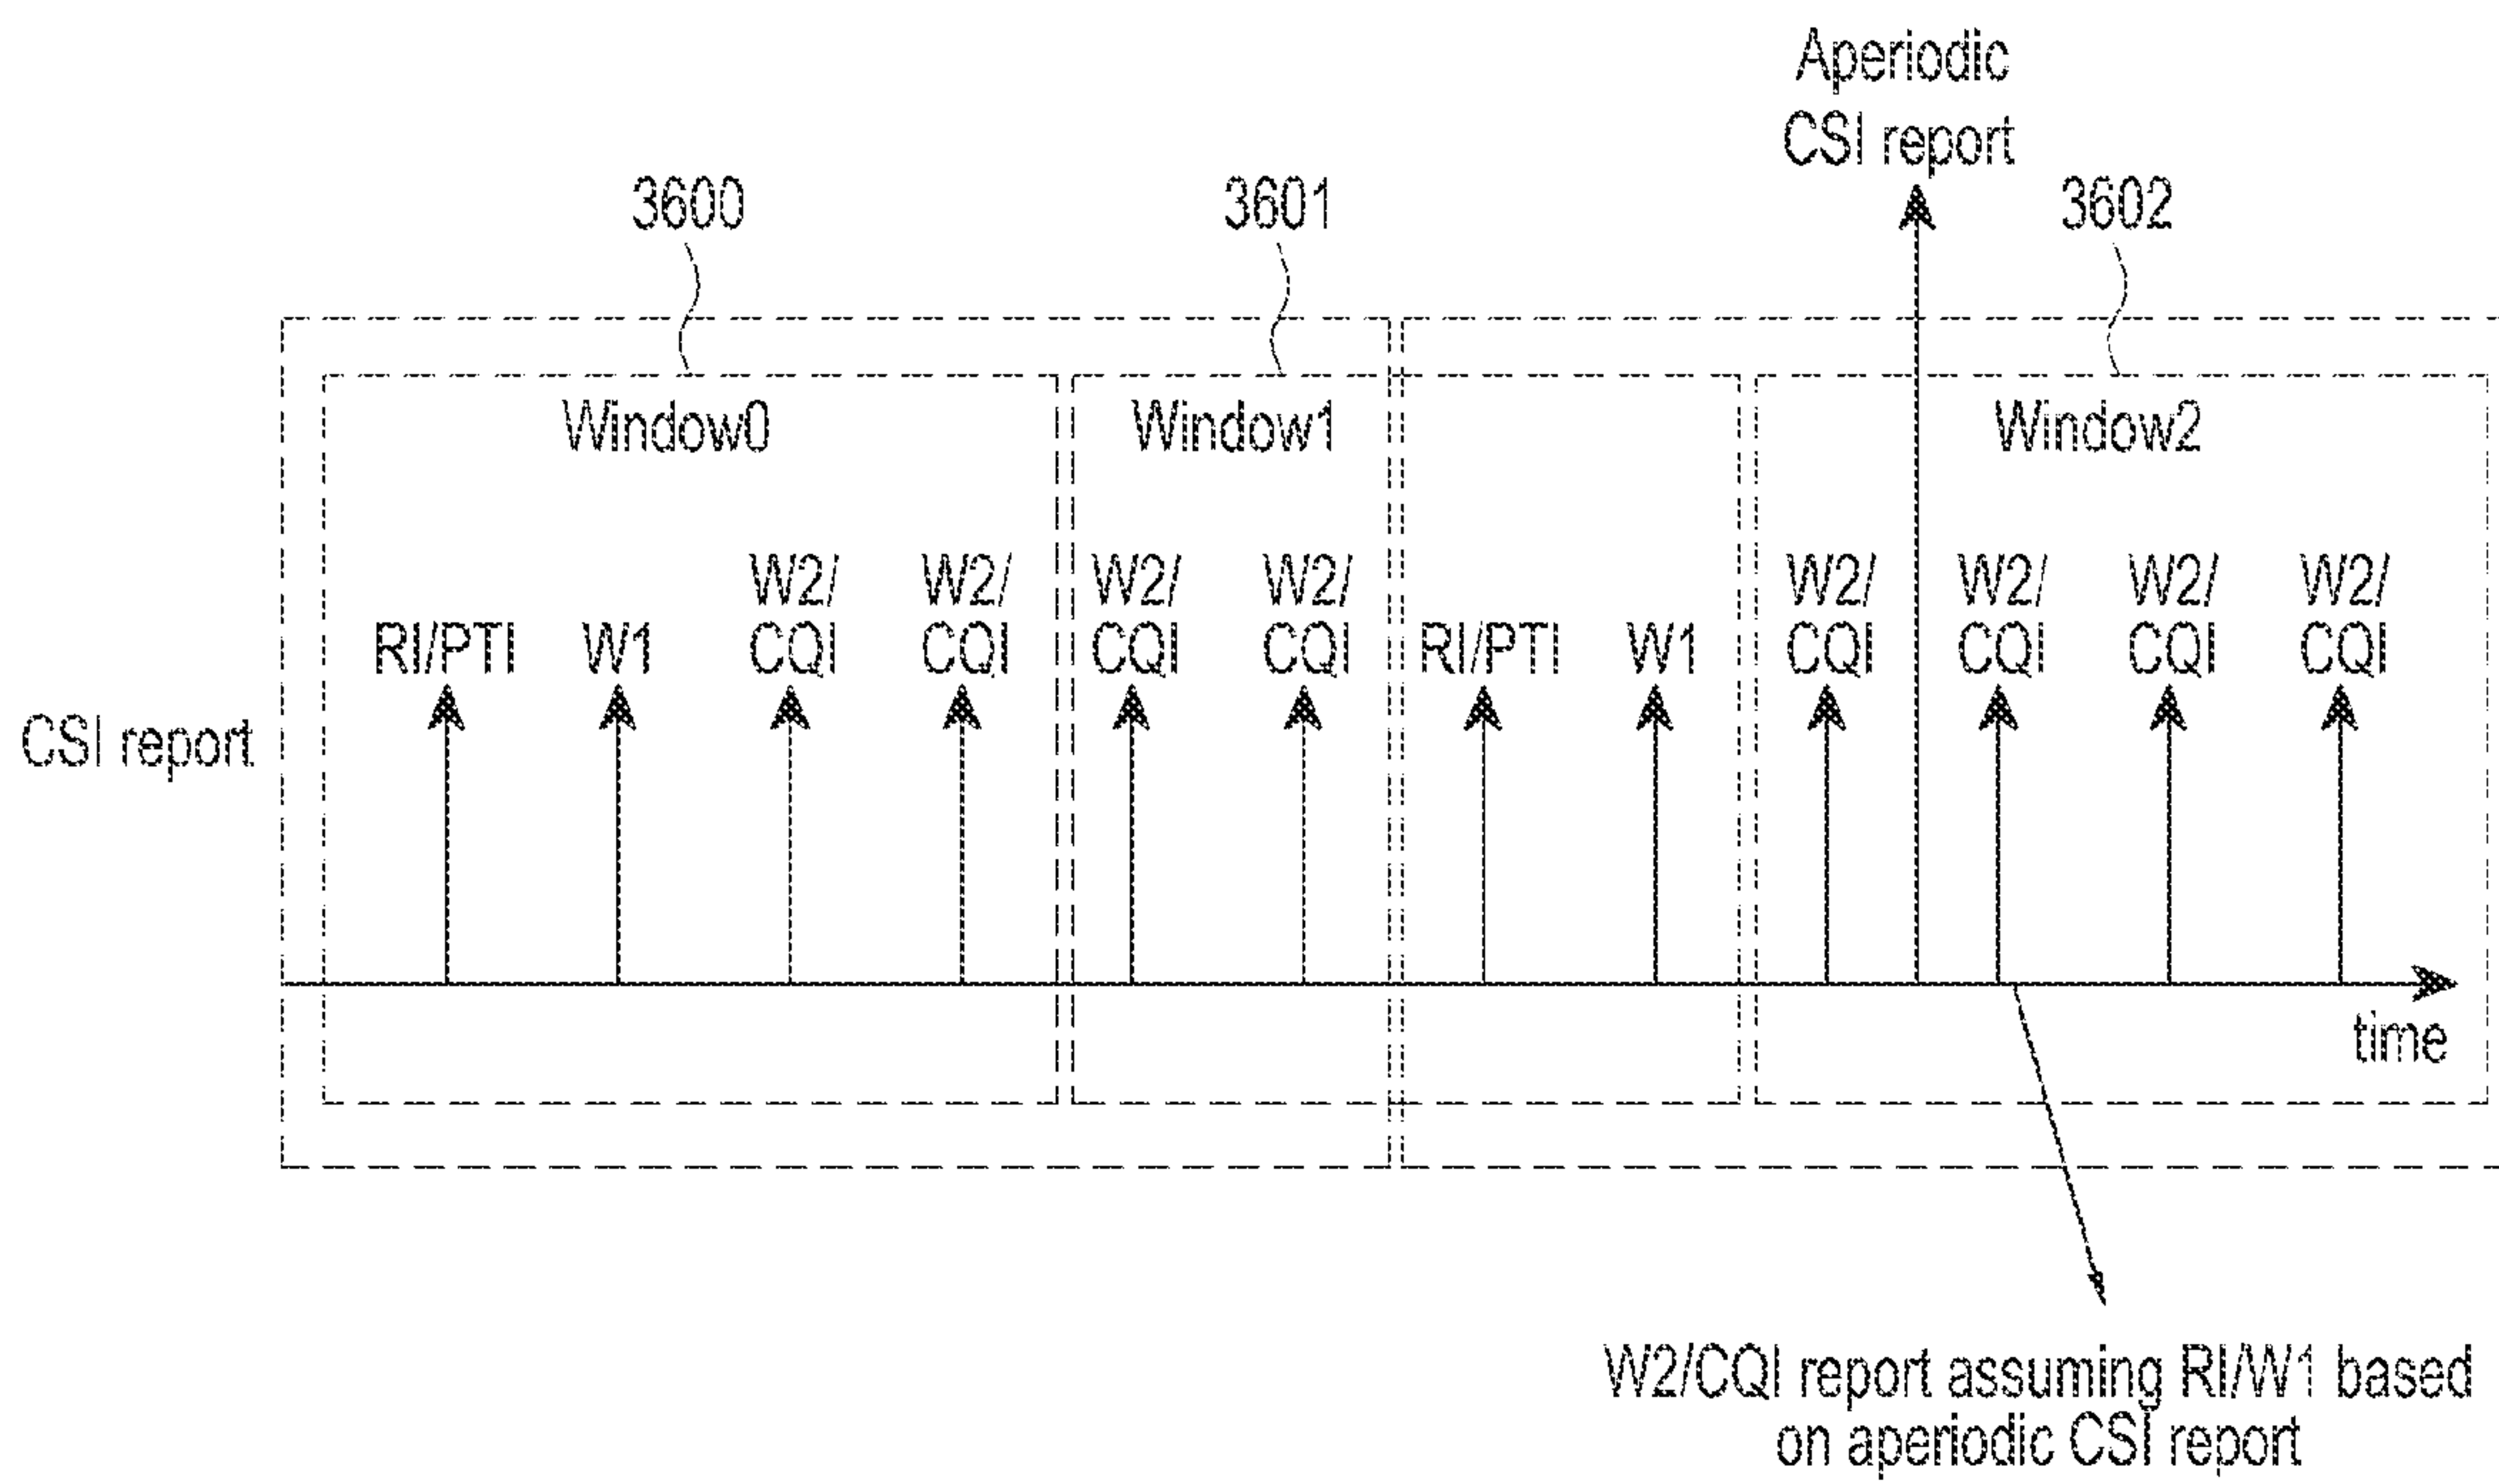 Aperiodic
CSI report
3600
3601
3602
Window0
Window1
Window2
RI/PTI
W1
W2/
CQI
W2/
CQI
W2/
CQI
W2/
CQI
RI/PTI
W1
W2/
CQI
W2/
CQI
W2/
CQI
W2/
CQI
CSI report
time
W2/CQI report assuming RI/W1 based
on aperiodic CSI report